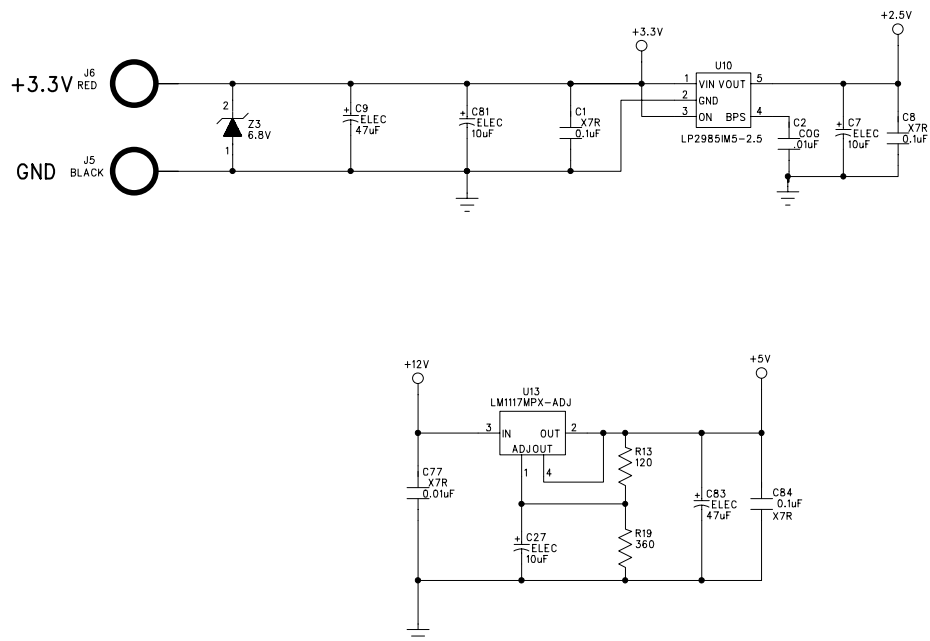 +2.5V
+3.3V
U10
J6
+3.3V RED
1 VIN VOUT 5
2 GND
3 ON BPS 4
LP2985IM5-2.5
2
Z3
6.8V
1
C9
ELEC
47uF
C81
ELEC
10uF
C1
X7R
0.1uF
C2
COG
.01uF
C7
ELEC
10uF
C8
X7R
0.1uF
J5
GND BLACK
+12V
+5V
U13
LM1117MPX-ADJ
3 IN OUT 2
ADJOUT
1 4
R13
120
C77
X7R
0.01uF
C83
ELEC
47uF
C84
0.1uF
X7R
C27
ELEC
10uF
R19
360